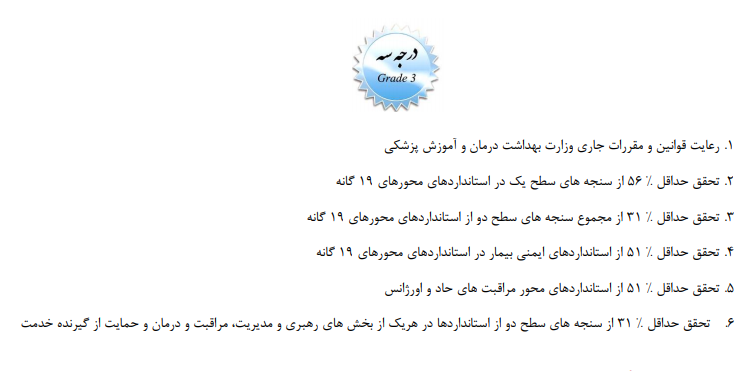 درجه سه
Grade 3
۱. رعایت قوانین و مقررات جاری وزارت بهداشت درمان و آموزش پزشکی
۲. تحقق حداقل ٪ ۵۶ از سنجه های سطح یک در استانداردهای محورهای ۱۹ گانه
۳. تحقق حداقل ٪ ۳۱ از مجموع سنجه های سطح دو از استانداردهای محورهای ۱۹ گانه
۴. تحقق حداقل ٪ ۵۱ از استانداردهای ایمنی بیمار در استانداردهای محورهای ۱۹ گانه
۵. تحقق حداقل ٪ ۵۱ از استانداردهای محور مراقبت های حاد و اورژانس
۶. تحقق حداقل ٪ ۳۱ از سنجه های سطح دو از استانداردها در هریک از بخش های رهبری و مدیریت، مراقبت و درمان و حمایت از گیرنده خدمت